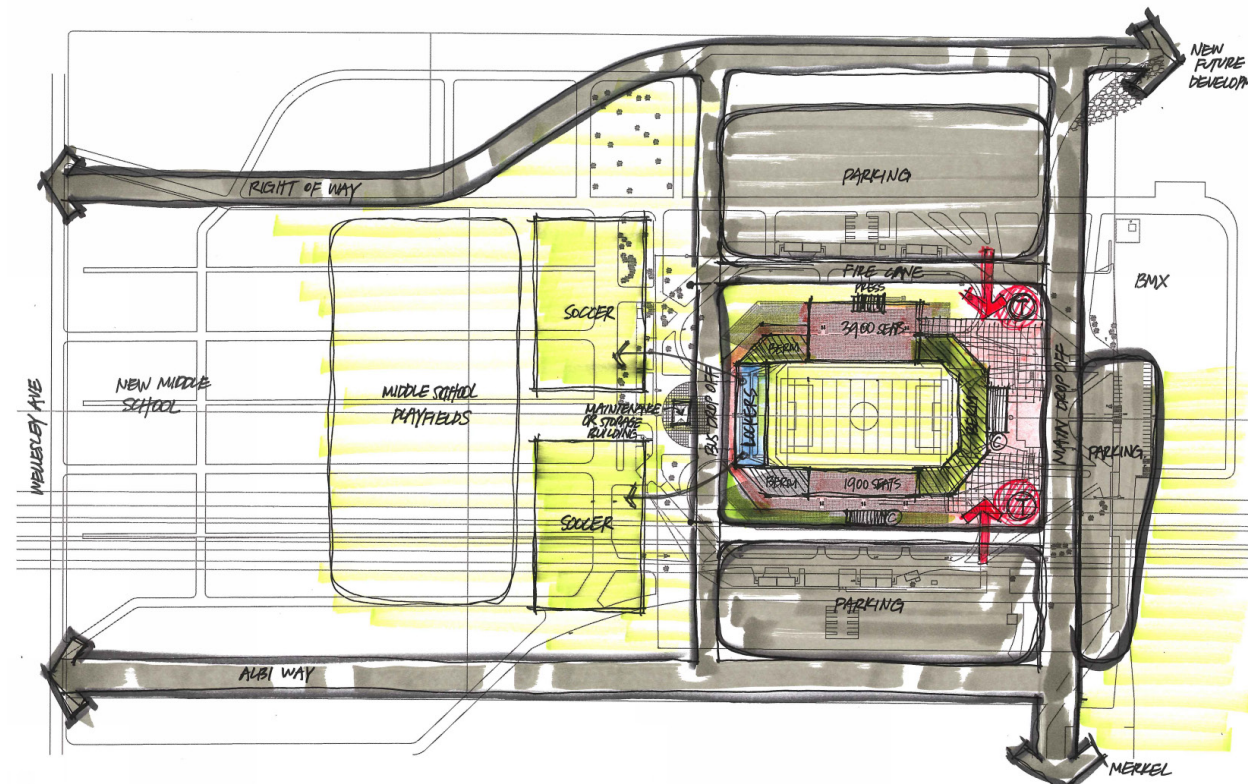 NEW
FUTURE
DEVELOP
RIGHT OF WAY
PARKING
FIRE LANE
PRESS
BMX
SOCCER
3900 SEATS
BERM
NEW MIDDLE
SCHOOL
MIDDLE SCHOOL
PLAYFIELDS
MAINTENANCE
OR STORAGE
BUILDING
BUS DROP OFF
LOCKERS
BERM
MAIN DROP OFF
PARKING
WELLESLEY AVE
C
BERM
1900 SEATS
T
T
C
SOCCER
PARKING
ALBI WAY
MERKEL